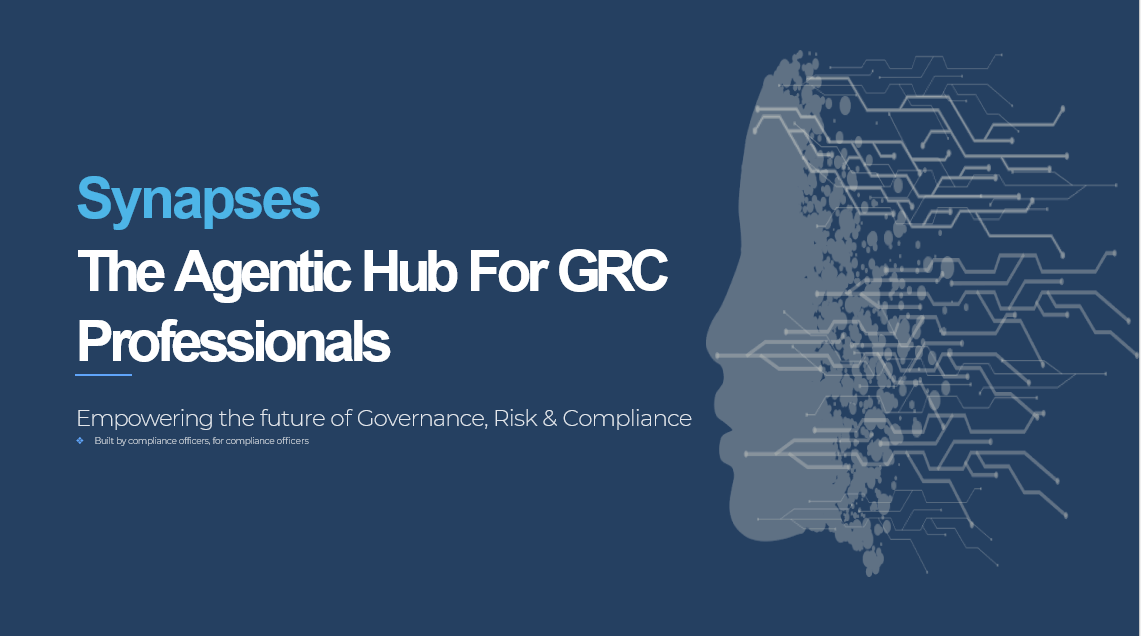 Synapses
The Agentic Hub For GRC
Professionals
Empowering the future of Governance, Risk & Compliance
❖ Built by compliance officers, for compliance officers